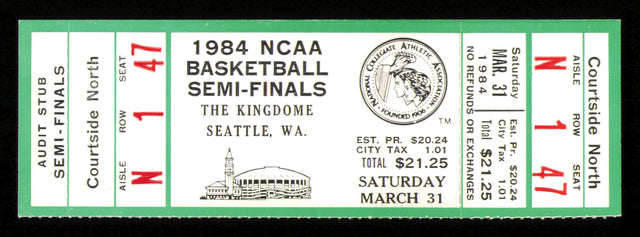 AUDIT STUB
SEMI-FINALS
Courtside North
AISLE ROW SEAT
N 1 47
1984 NCAA
BASKETBALL
SEMI-FINALS
THE KINGDOME
SEATTLE, WA.
NATIONAL COLLEGIATE ATHLETIC ASSOCIATION
FOUNDED 1906
T.M.
EST. PR. $20.24
CITY TAX 1.01
TOTAL $21.25
SATURDAY
MARCH 31
Saturday
MAR. 31
1984
NO REFUNDS OR EXCHANGES
Est. Pr. $20.24
City Tax 1.01
Total $21.25
AISLE ROW SEAT
N 1 47
Courtside North